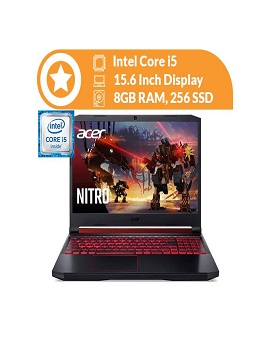 Intel Core i5
15.6 Inch Display
8GB RAM, 256 SSD
intel
CORE i5
inside
acer
NITRO